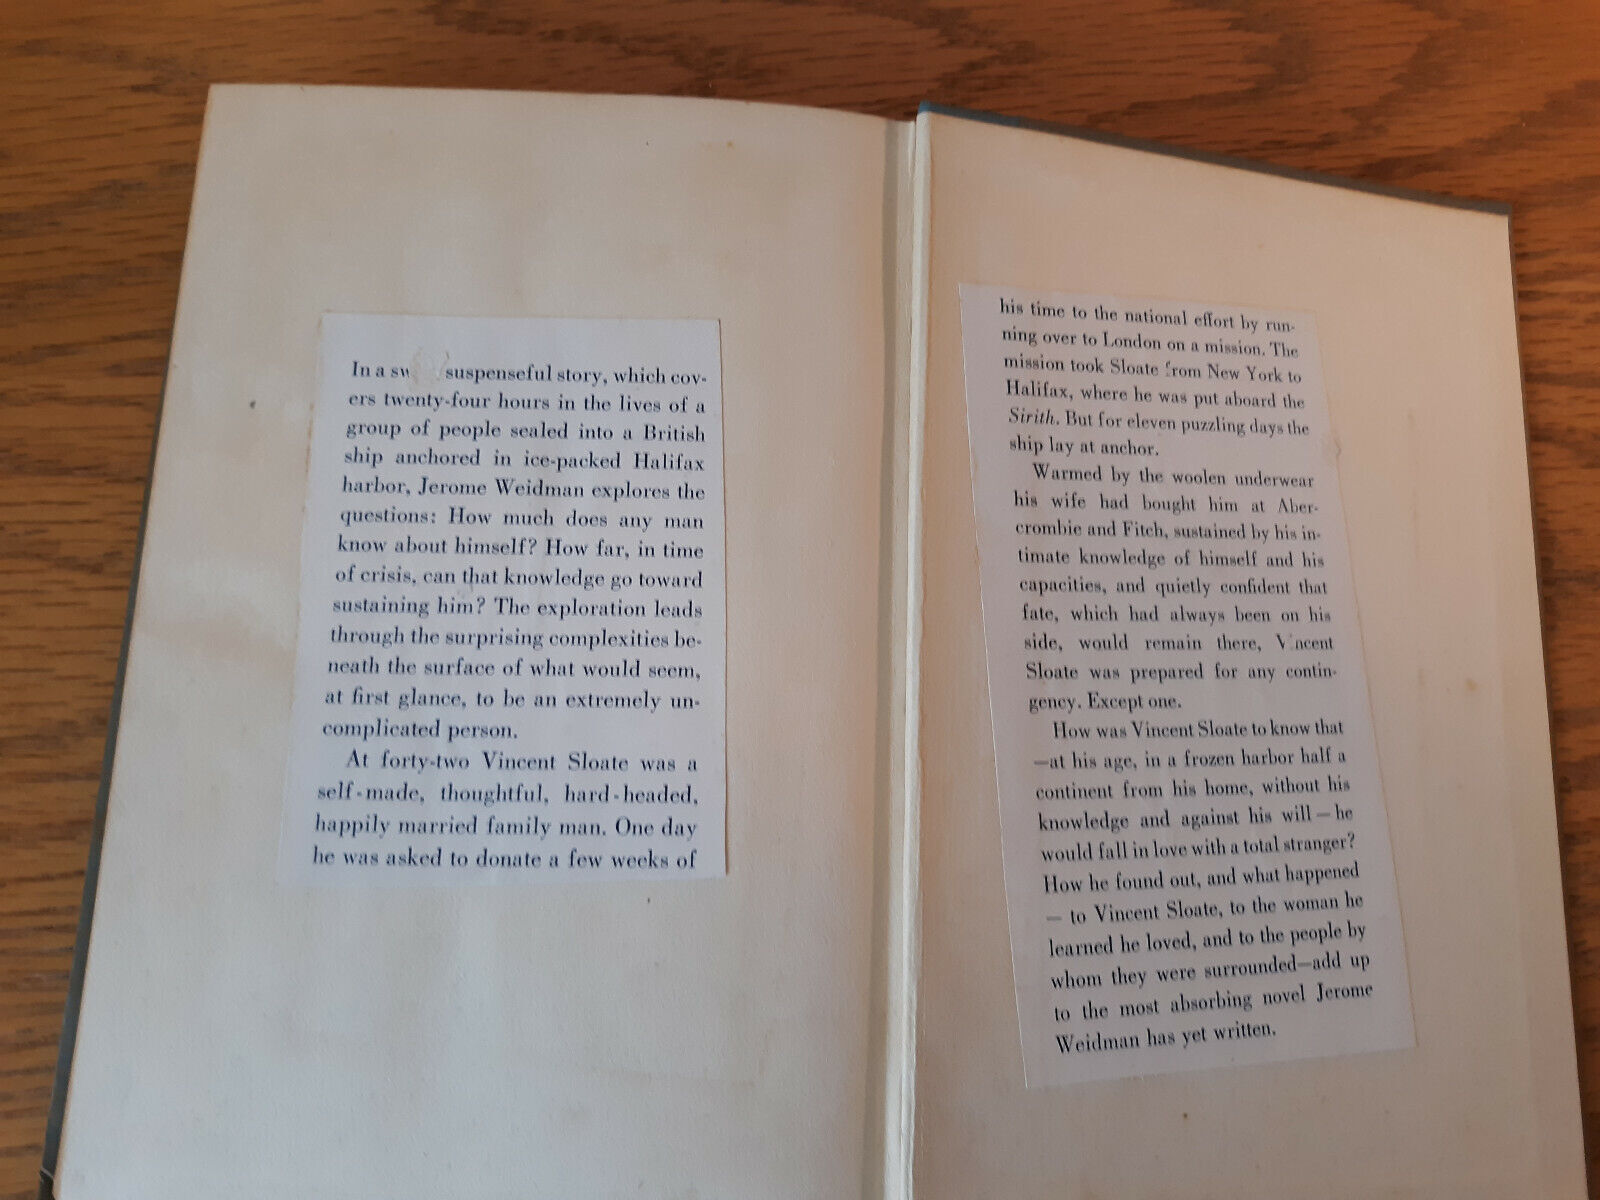 In a sw suspenseful story, which cov-
ers twenty-four hours in the lives of a
group of people sealed into a British
ship anchored in ice-packed Halifax
harbor, Jerome Weidman explores the
questions: How much does any man
know about himself? How far, in time
of crisis, can that knowledge go toward
sustaining him? The exploration leads
through the surprising complexities be-
neath the surface of what would seem,
at first glance, to be an extremely un-
complicated person.
At forty-two Vincent Sloate was a
self-made, thoughtful, hard-headed,
happily married family man. One day
he was asked to donate a few weeks of
his time to the national effort by run-
ning over to London on a mission. The
mission took Sloate from New York to
Halifax, where he was put aboard the
Sirith. But for eleven puzzling days the
ship lay at anchor.
Warmed by the woolen underwear
his wife had bought him at Aber-
crombie and Fitch, sustained by his in-
timate knowledge of himself and his
capacities, and quietly confident that
fate, which had always been on his
side, would remain there, Vincent
Sloate was prepared for any contin-
gency. Except one.
How was Vincent Sloate to know that
—at his age, in a frozen harbor half a
continent from his home, without his
knowledge and against his will — he
would fall in love with a total stranger?
How he found out, and what happened
— to Vincent Sloate, to the woman he
learned he loved, and to the people by
whom they were surrounded—add up
to the most absorbing novel Jerome
Weidman has yet written.